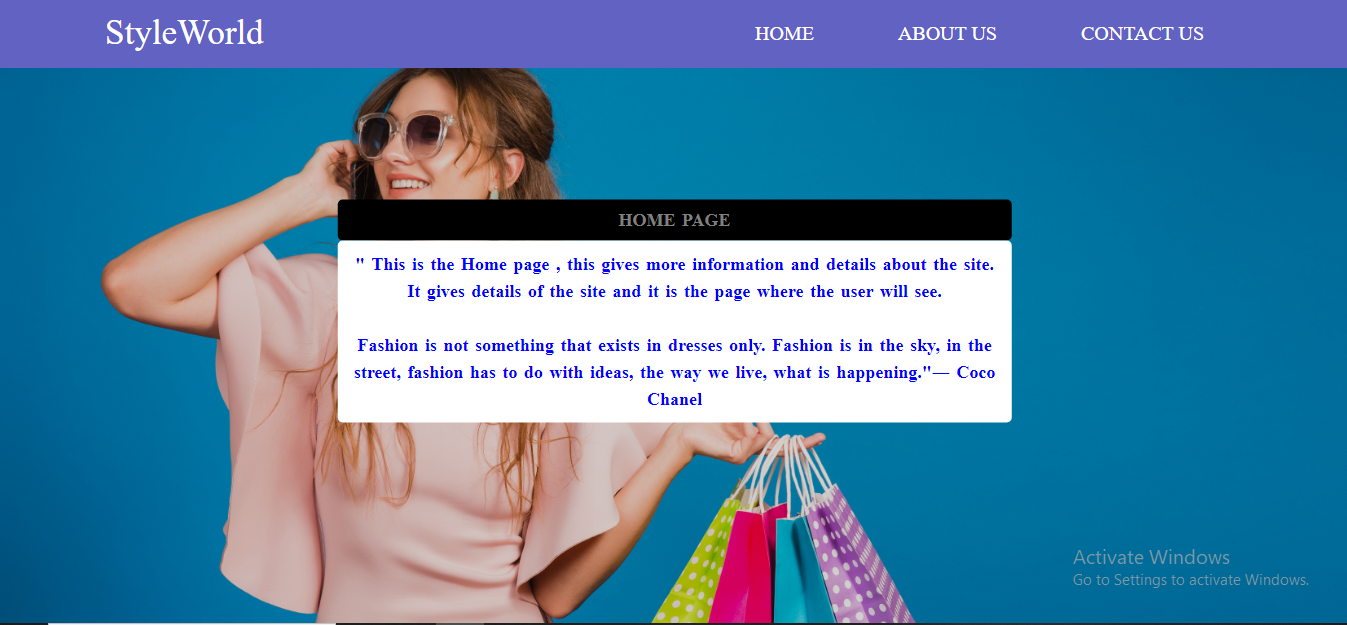 StyleWorld
HOME
ABOUT US
CONTACT US
HOME PAGE
" This is the Home page , this gives more information and details about the site.
It gives details of the site and it is the page where the user will see.
Fashion is not something that exists in dresses only. Fashion is in the sky, in the
street, fashion has to do with ideas, the way we live, what is happening."— Coco
Chanel
Activate Windows
Go to Settings to activate Windows.